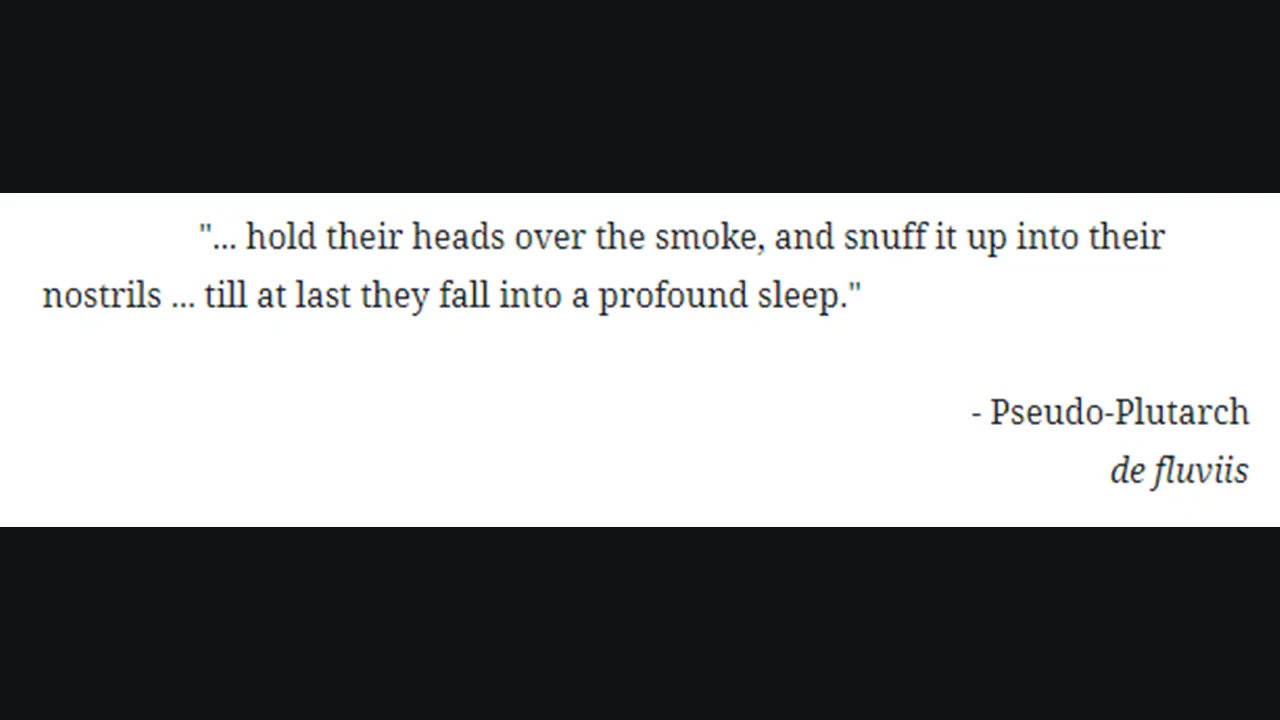 "... hold their heads over the smoke, and snuff it up into their
nostrils ... till at last they fall into a profound sleep."
- Pseudo-Plutarch
de fluviis